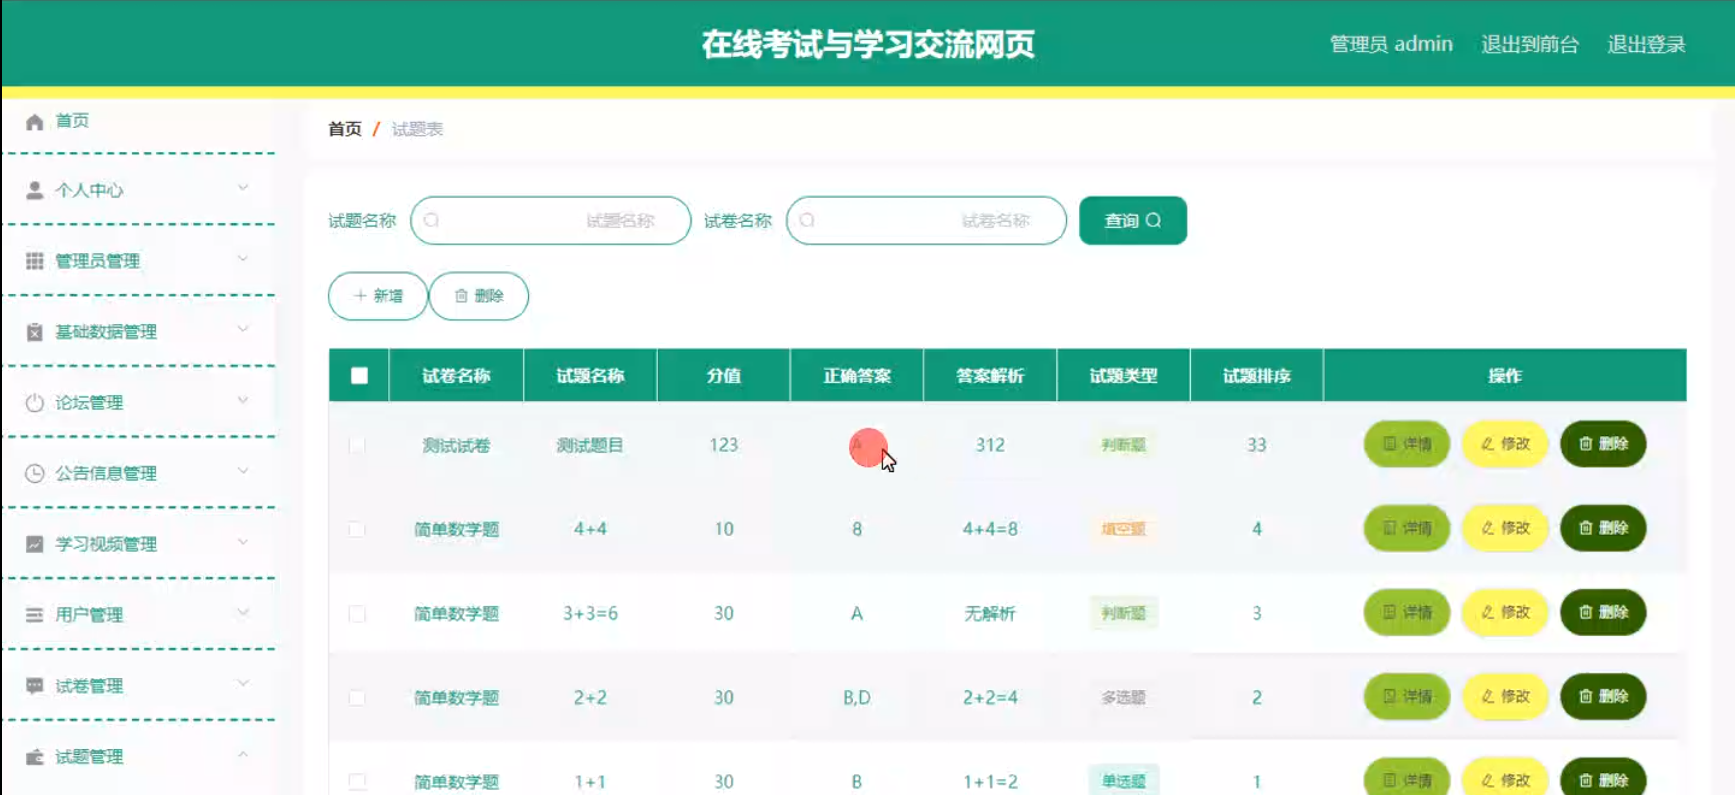 在线考试与学习交流网页
管理员 admin 退出到前台 退出登录
首页
个人中心
管理员管理
基础数据管理
论坛管理
公告信息管理
学习视频管理
用户管理
试卷管理
试题管理
首页 / 试题表
试题名称 试题名称 试卷名称 试卷名称 查询
新增 删除
试卷名称 试题名称 分值 正确答案 答案解析 试题类型 试题排序 操作
测试试卷 测试题目 123 A 312 判断题 33 详情 修改 删除
简单数学题 4+4 10 8 4+4=8 填空题 4 详情 修改 删除
简单数学题 3+3=6 30 A 无解析 判断题 3 详情 修改 删除
简单数学题 2+2 30 B,D 2+2=4 多选题 2 详情 修改 删除
简单数学题 1+1 30 B 1+1=2 单选题 1 详情 修改 删除